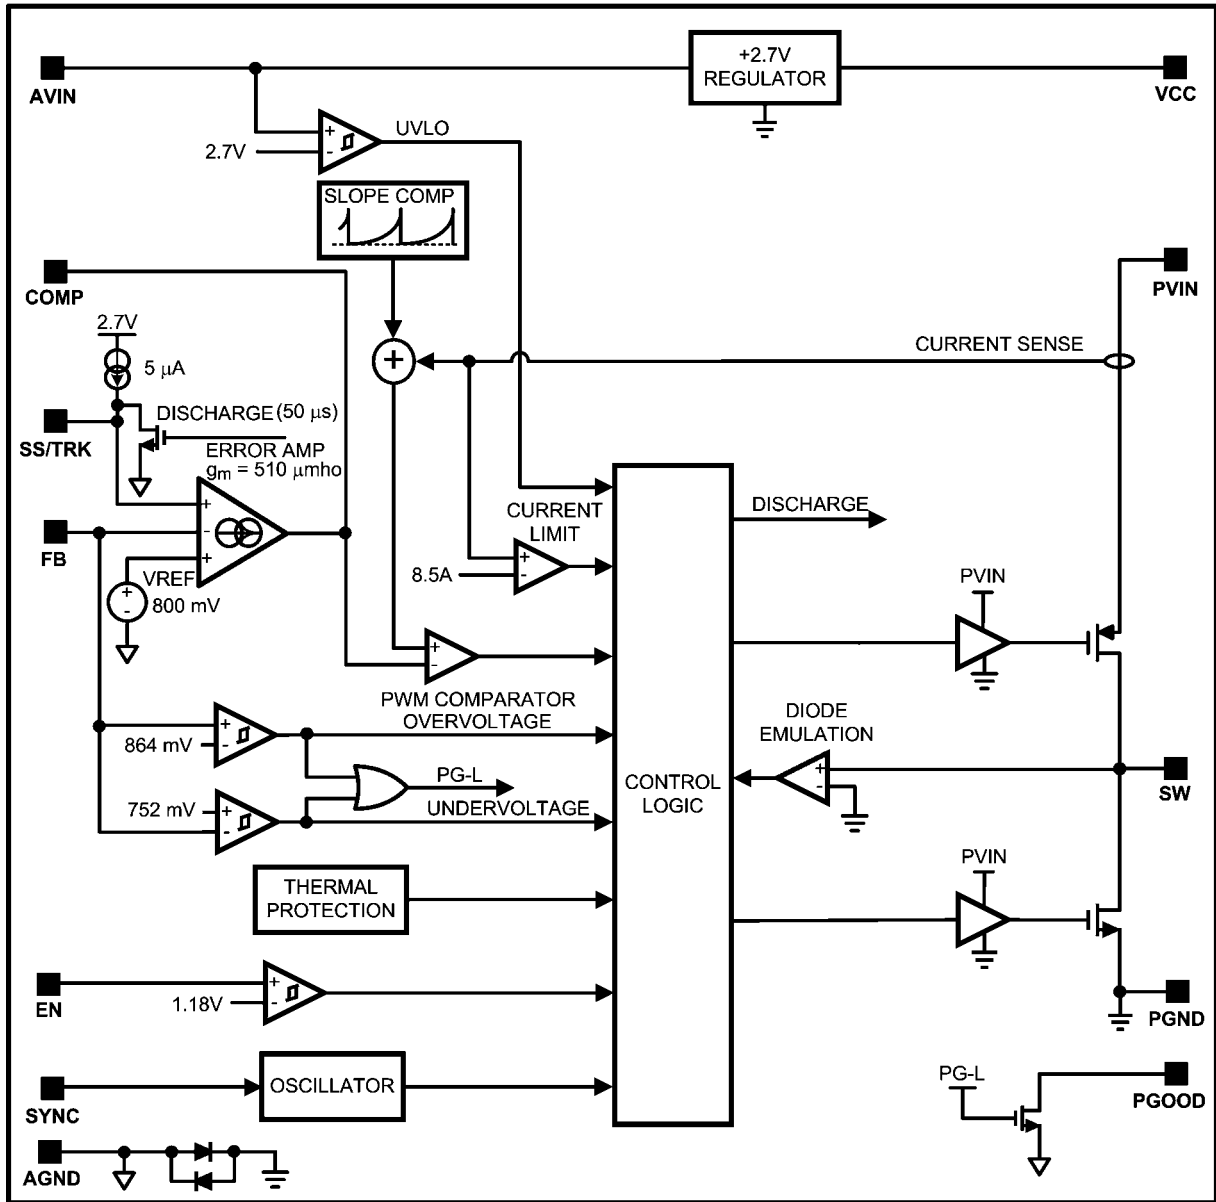 +2.7V
REGULATOR
AVIN
VCC
UVLO
+
-
2.7V
SLOPE COMP
COMP
PVIN
2.7V
+
CURRENT SENSE
5 µA
DISCHARGE (50 µs)
SS/TRK
ERROR AMP
gm = 510 µmho
+
-
+
FB
CURRENT
LIMIT
DISCHARGE
+
-
8.5A
VREF
800 mV
+
-
PVIN
+
-
PWM COMPARATOR
OVERVOLTAGE
+
-
864 mV
DIODE
EMULATION
+
-
PG-L
CONTROL
LOGIC
SW
752 mV
+
-
UNDERVOLTAGE
PVIN
THERMAL
PROTECTION
EN
+
-
1.18V
PGND
OSCILLATOR
SYNC
PG-L
PGOOD
AGND